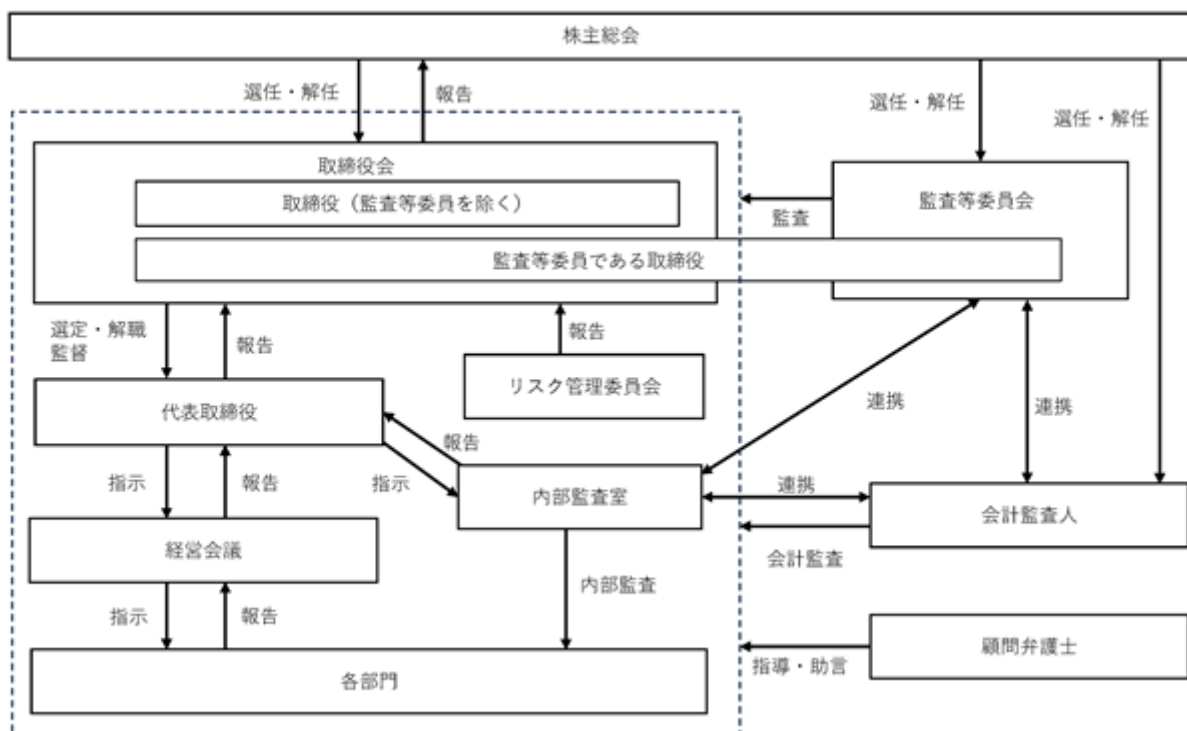 株主総会
選任・解任
報告
選任・解任
選任・解任
取締役会
取締役（監査等委員を除く）
監査
監査等委員会
監査等委員である取締役
選定・解職
監督
報告
報告
リスク管理委員会
代表取締役
連携
連携
報告
指示
報告
指示
内部監査室
連携
会計監査人
経営会議
会計監査
内部監査
指示
報告
指導・助言
顧問弁護士
各部門